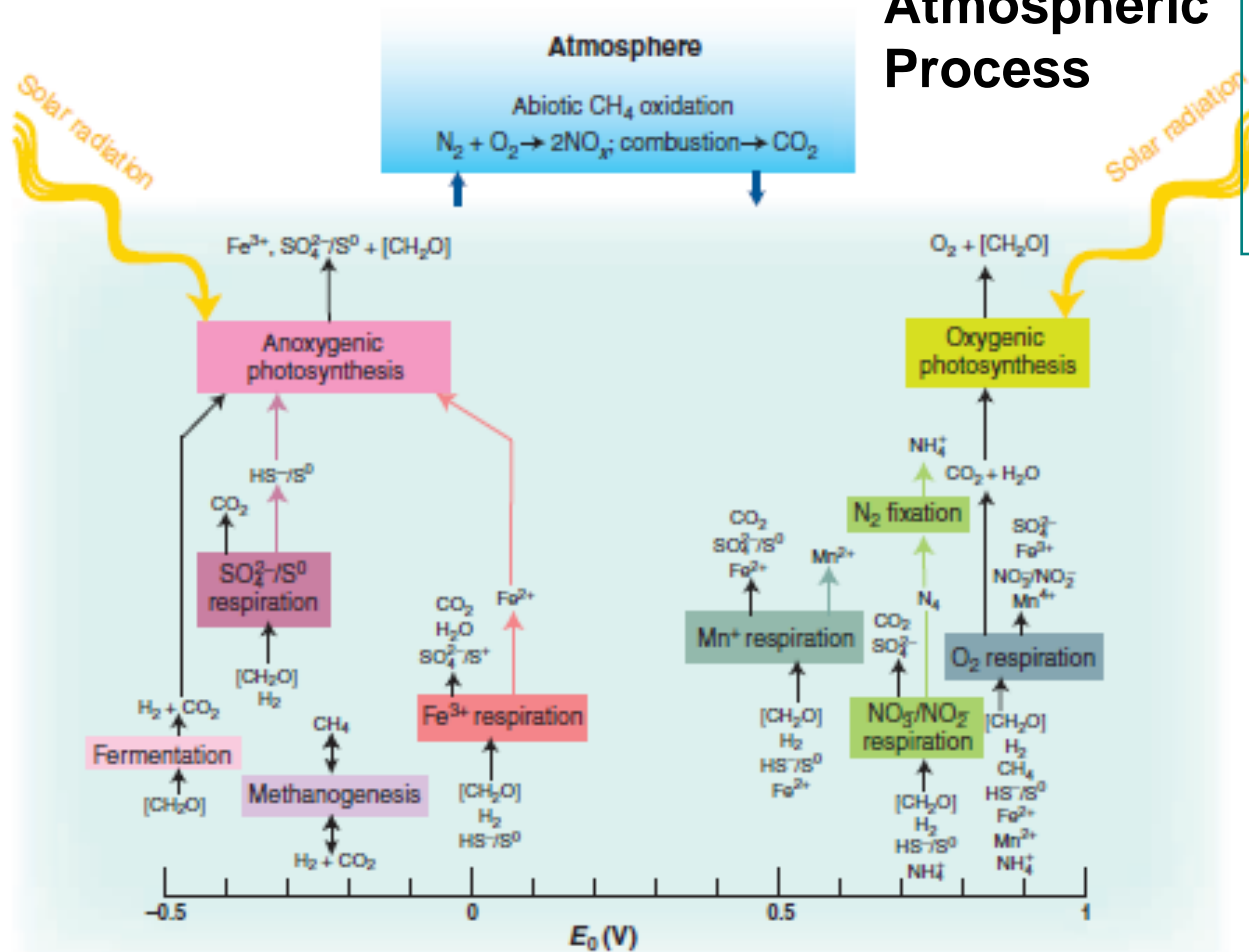 Atmospheric
Process
Atmosphere
Abiotic CH₄ oxidation
N₂ + O₂→ 2NOₓ; combustion→ CO₂
Solar radiation
Solar radiation
Fe³⁺, SO₄²⁻/S⁰ + [CH₂O]
O₂ + [CH₂O]
Anoxygenic
photosynthesis
Oxygenic
photosynthesis
HS⁻/S⁰
CO₂
SO₄²⁻/S⁰
respiration
[CH₂O]
H₂
H₂ + CO₂
Fermentation
[CH₂O]
CH₄
Methanogenesis
H₂ + CO₂
CO₂
H₂O
SO₄²⁻/S⁺
Fe²⁺
Fe³⁺ respiration
[CH₂O]
H₂
HS⁻/S⁰
CO₂
SO₄²⁻/S⁰
Fe²⁺
Mn²⁺
Mn⁺ respiration
[CH₂O]
H₂
HS⁻/S⁰
Fe²⁺
NH₄⁺
N₂ fixation
N₄
CO₂
SO₄²⁻
NO₃⁻/NO₂⁻
respiration
[CH₂O]
H₂
HS⁻/S⁰
NH₄⁺
CO₂ + H₂O
SO₄²⁻
Fe³⁺
NO₃⁻/NO₂⁻
Mn⁴⁺
O₂ respiration
[CH₂O]
H₂
CH₄
HS⁻/S⁰
Fe²⁺
Mn²⁺
NH₄⁺
–0.5 0 0.5 1
E₀ (V)